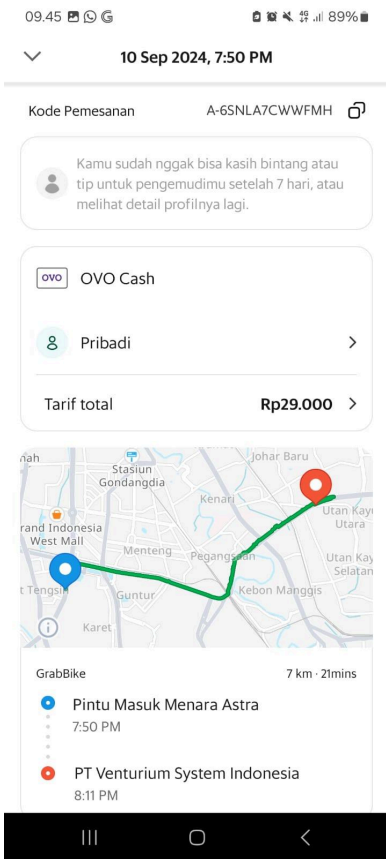 09.45 G 4G 89%
10 Sep 2024, 7:50 PM
Kode Pemesanan A-6SNLA7CWWFMH
Kamu sudah nggak bisa kasih bintang atau
tip untuk pengemudimu setelah 7 hari, atau
melihat detail profilnya lagi.
OVO OVO Cash
Pribadi
Tarif total Rp29.000
nah
Johar Baru
Stasiun
Gondangdia
Kenari
Utan Kayu
Utara
rand Indonesia
West Mall
Menteng
Pegangsaan
Utan Kay
Selatan
t Tengsin
Guntur
Kebon Manggis
Karet
GrabBike 7 km · 21mins
Pintu Masuk Menara Astra
7:50 PM
PT Venturium System Indonesia
8:11 PM